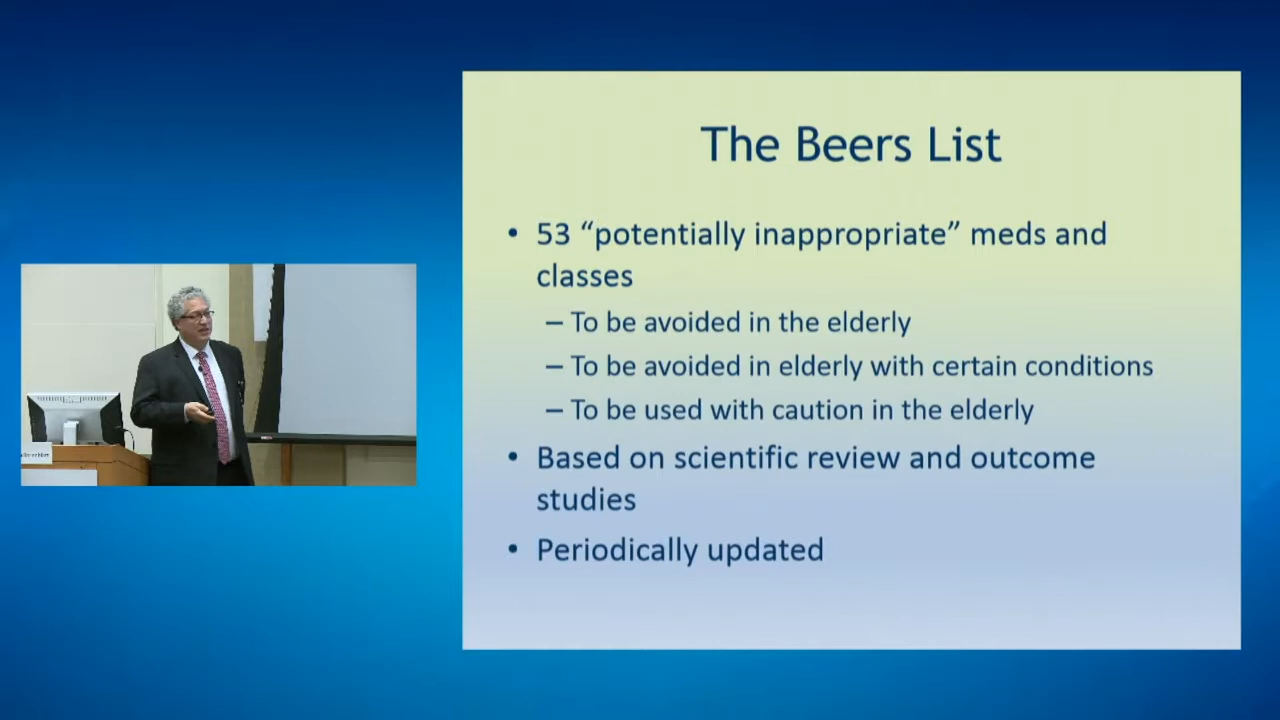 The Beers List
• 53 “potentially inappropriate” meds and
classes
– To be avoided in the elderly
– To be avoided in elderly with certain conditions
– To be used with caution in the elderly
• Based on scientific review and outcome
studies
• Periodically updated